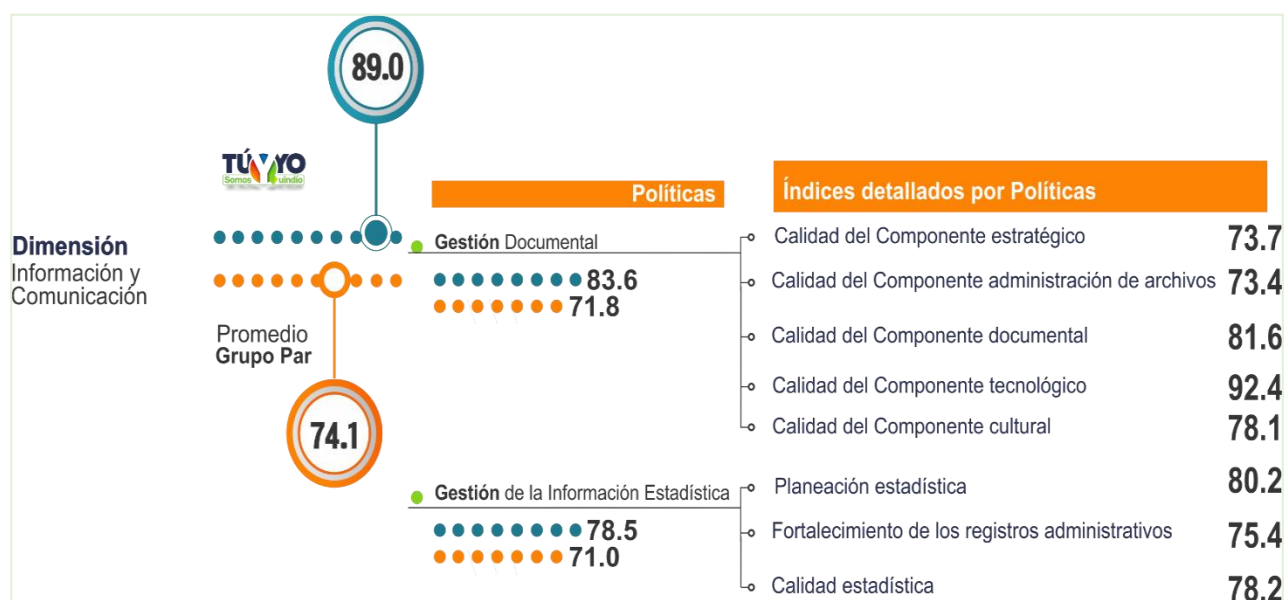 89.0
TÚ Y YO
Somos Quindío
Políticas
Índices detallados por Políticas
Dimensión
Información y
Comunicación
Gestión Documental
83.6
71.8
Calidad del Componente estratégico 73.7
Calidad del Componente administración de archivos 73.4
Calidad del Componente documental 81.6
Calidad del Componente tecnológico 92.4
Calidad del Componente cultural 78.1
Promedio
Grupo Par
74.1
Gestión de la Información Estadística
78.5
71.0
Planeación estadística 80.2
Fortalecimiento de los registros administrativos 75.4
Calidad estadística 78.2